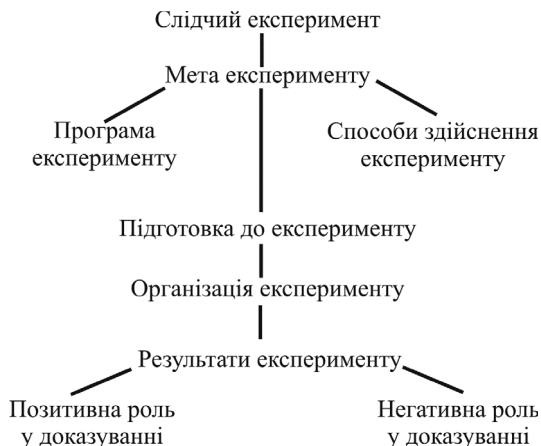 Слідчий експеримент
Мета експерименту
Програма
експерименту
Способи здійснення
експерименту
Підготовка до експерименту
Організація експерименту
Результати експерименту
Позитивна роль
у доказуванні
Негативна роль
у доказуванні